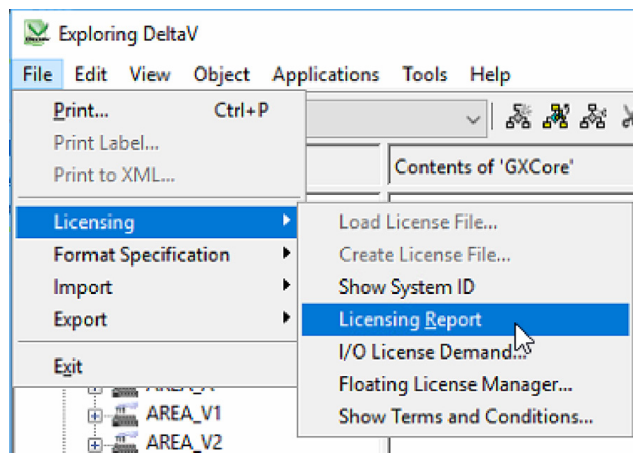 Exploring DeltaV
File Edit View Object Applications Tools Help
Print... Ctrl+P
Print Label...
Print to XML...
Contents of 'GXCore'
Licensing
Format Specification
Import
Export
Exit
Load License File...
Create License File...
Show System ID
Licensing Report
I/O License Demand...
Floating License Manager...
Show Terms and Conditions...
AREA_V1
AREA_V2